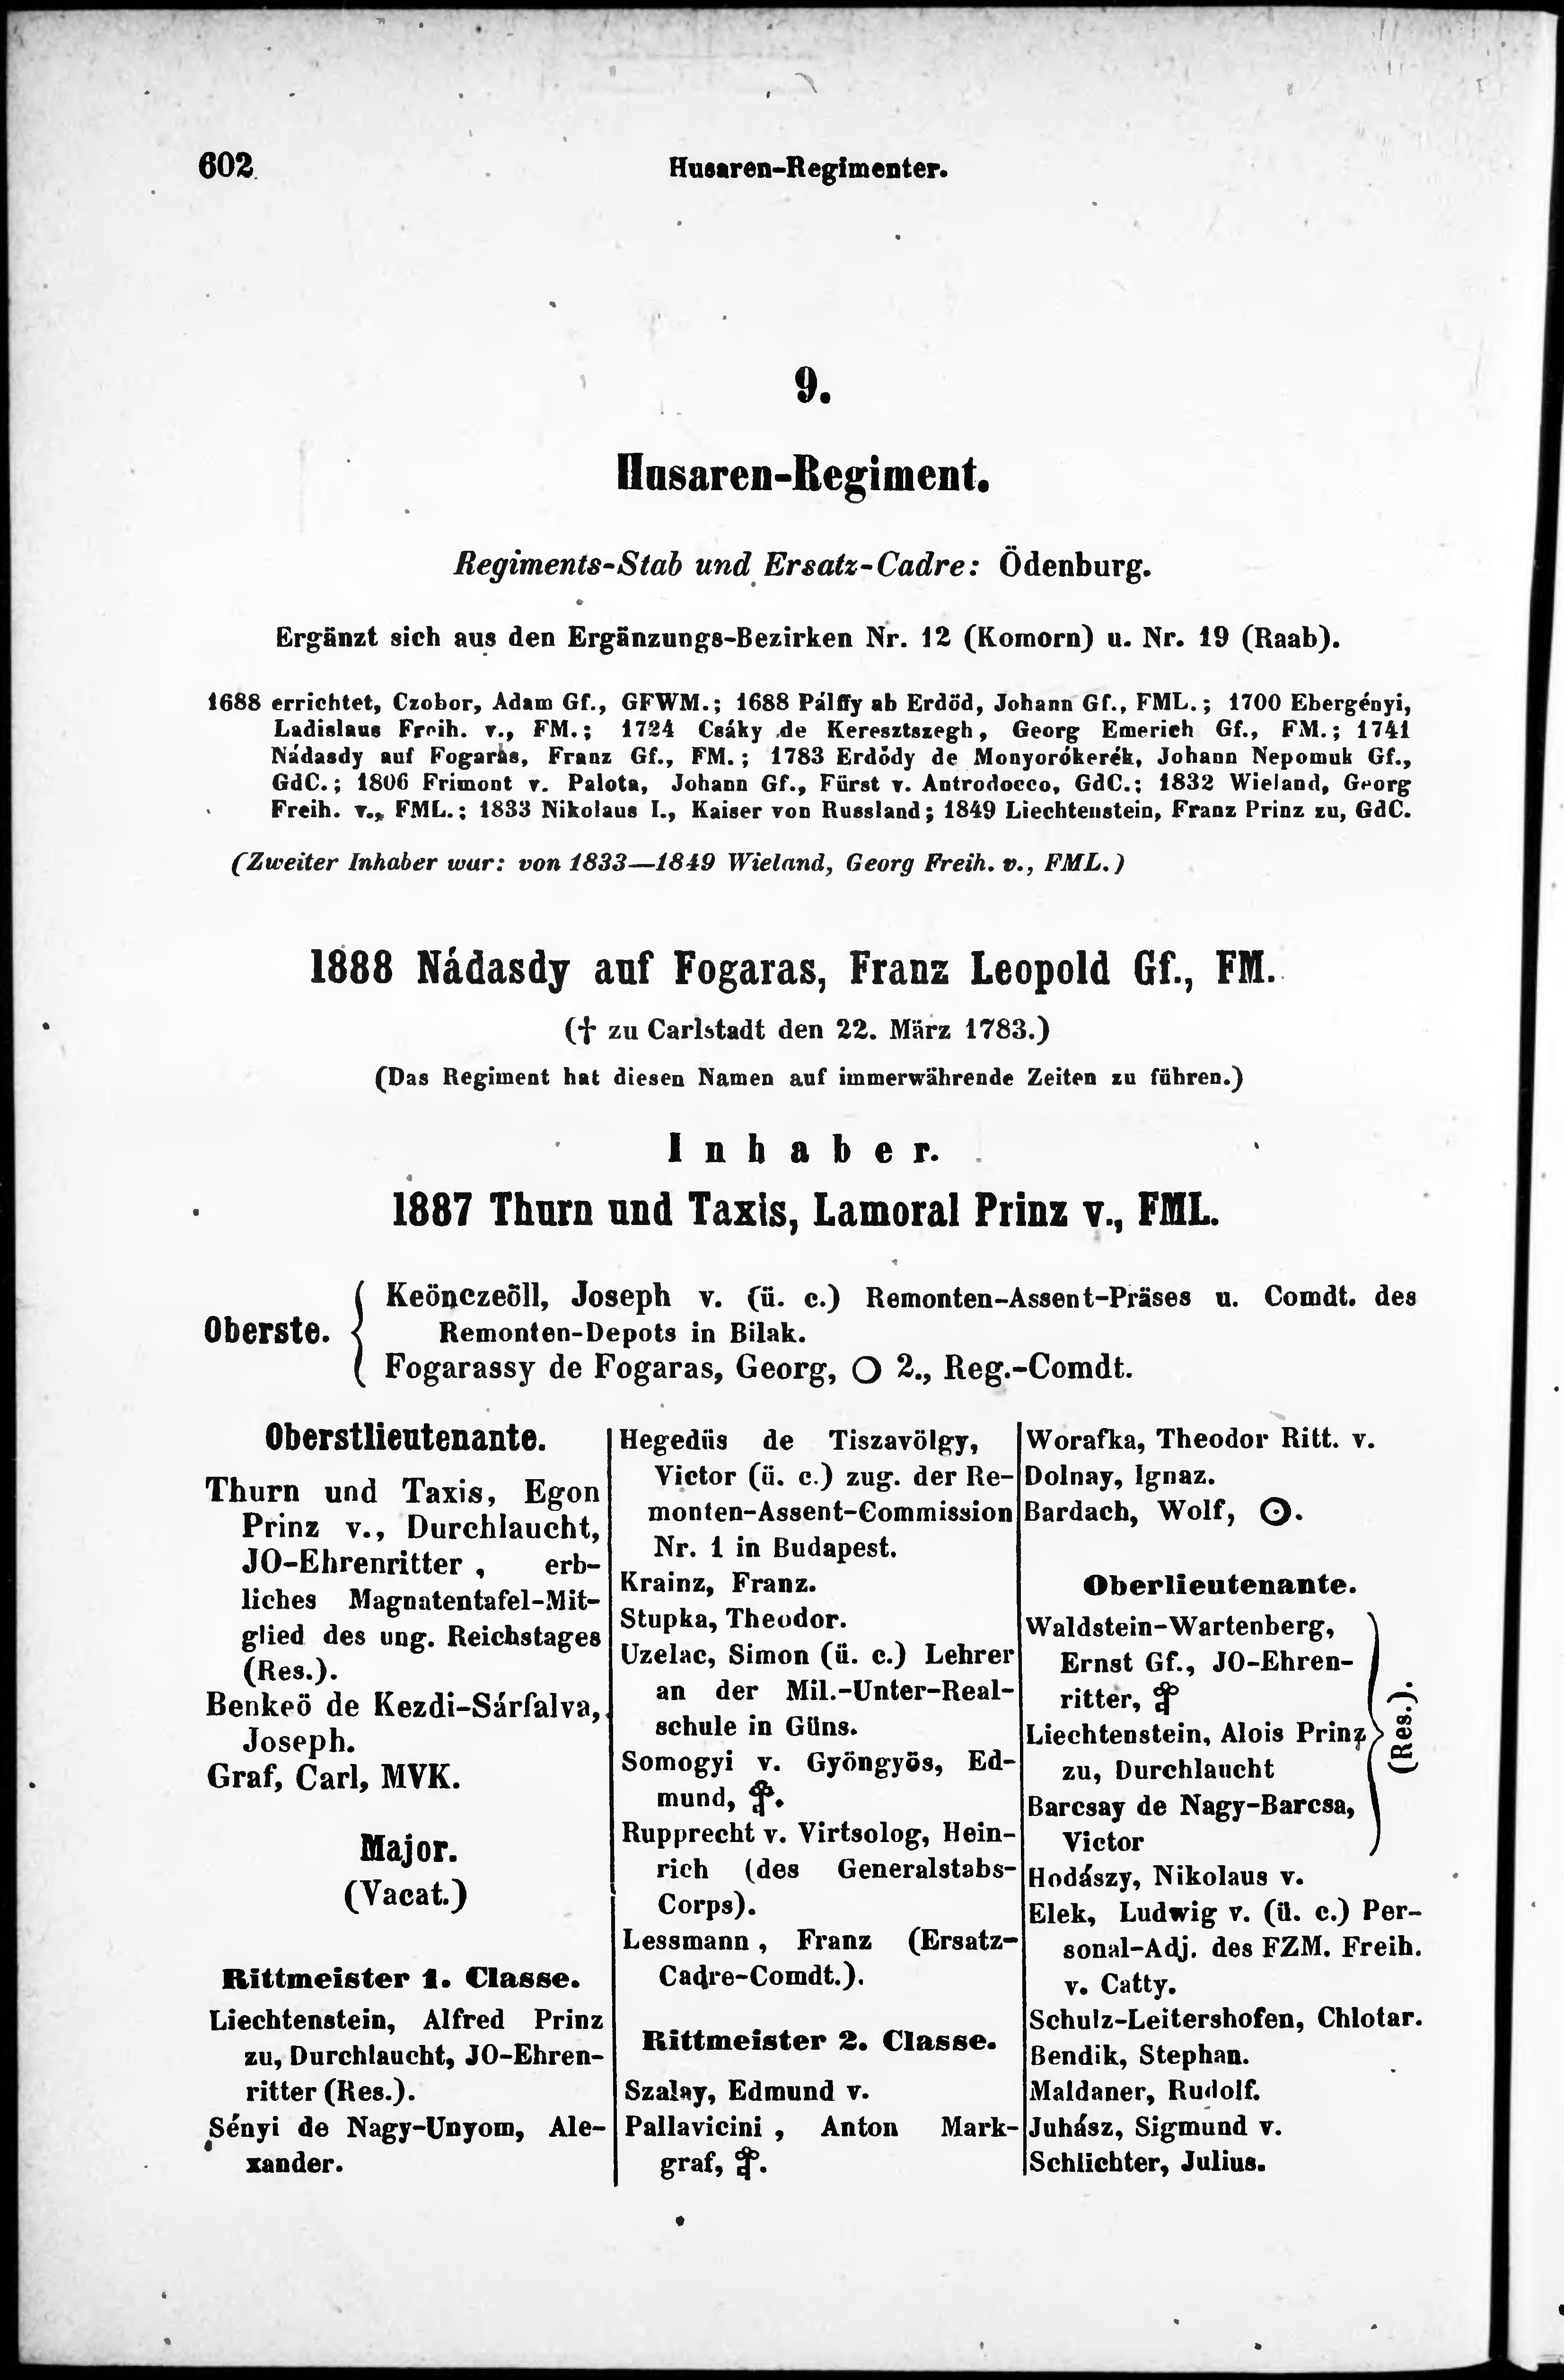 602
Husaren-Regimenter.
9.
Husaren-Regiment.
Regiments-Stab und Ersatz-Cadre: Ödenburg.
Ergänzt sich aus den Ergänzungs-Bezirken Nr. 12 (Komorn) u. Nr. 19 (Raab).
1688 errichtet, Czobor, Adam Gf., GFWM.; 1688 Pálffy ab Erdöd, Johann Gf., FML.; 1700 Ebergényi,
Ladislaus Freih. v., FM.; 1724 Csáky de Keresztszegh, Georg Emerich Gf., FM.; 1741
Nádasdy auf Fogaras, Franz Gf., FM.; 1783 Erdődy de Monyorókerék, Johann Nepomuk Gf.,
GdC.; 1806 Frimont v. Palota, Johann Gf., Fürst v. Antrodocco, GdC.; 1832 Wieland, Georg
Freih. v., FML.; 1833 Nikolaus I., Kaiser von Russland; 1849 Liechtenstein, Franz Prinz zu, GdC.
(Zweiter Inhaber war: von 1833—1849 Wieland, Georg Freih. v., FML.)
1888 Nádasdy auf Fogaras, Franz Leopold Gf., FM.
(† zu Carlstadt den 22. März 1783.)
(Das Regiment hat diesen Namen auf immerwährende Zeiten zu führen.)
Inhaber.
1887 Thurn und Taxis, Lamoral Prinz v., FML.
Oberste.
Keönczeöll, Joseph v. (ü. c.) Remonten-Assent-Präses u. Comdt. des
Remonten-Depots in Bilak.
Fogarassy de Fogaras, Georg, O 2., Reg.-Comdt.
Oberstlieutenante.
Thurn und Taxis, Egon
Prinz v., Durchlaucht,
JO-Ehrenritter, erb-
liches Magnatentafel-Mit-
glied des ung. Reichstages
(Res.).
Benkeö de Kezdi-Sárfalva,
Joseph.
Graf, Carl, MVK.
Major.
(Vacat.)
Rittmeister 1. Classe.
Liechtenstein, Alfred Prinz
zu, Durchlaucht, JO-Ehren-
ritter (Res.).
Sényi de Nagy-Unyom, Ale-
xander.
Hegedüs de Tiszavölgy,
Victor (ü. c.) zug. der Re-
monten-Assent-Commission
Nr. 1 in Budapest.
Krainz, Franz.
Stupka, Theodor.
Uzelac, Simon (ü. c.) Lehrer
an der Mil.-Unter-Real-
schule in Güns.
Somogyi v. Gyöngyös, Ed-
mund, .
Rupprecht v. Virtsolog, Hein-
rich (des Generalstabs-
Corps).
Lessmann, Franz (Ersatz-
Cadre-Comdt.).
Rittmeister 2. Classe.
Szalay, Edmund v.
Pallavicini, Anton Mark-
graf, .
Worafka, Theodor Ritt. v.
Dolnay, Ignaz.
Bardach, Wolf, ⊙.
Oberlieutenante.
Waldstein-Wartenberg,
Ernst Gf., JO-Ehren-
ritter,
Liechtenstein, Alois Prinz
zu, Durchlaucht
Barcsay de Nagy-Barcsa,
Victor
(Res.).
Hodászy, Nikolaus v.
Elek, Ludwig v. (ü. c.) Per-
sonal-Adj. des FZM. Freih.
v. Catty.
Schulz-Leitershofen, Chlotar.
Bendik, Stephan.
Maldaner, Rudolf.
Juhász, Sigmund v.
Schlichter, Julius.